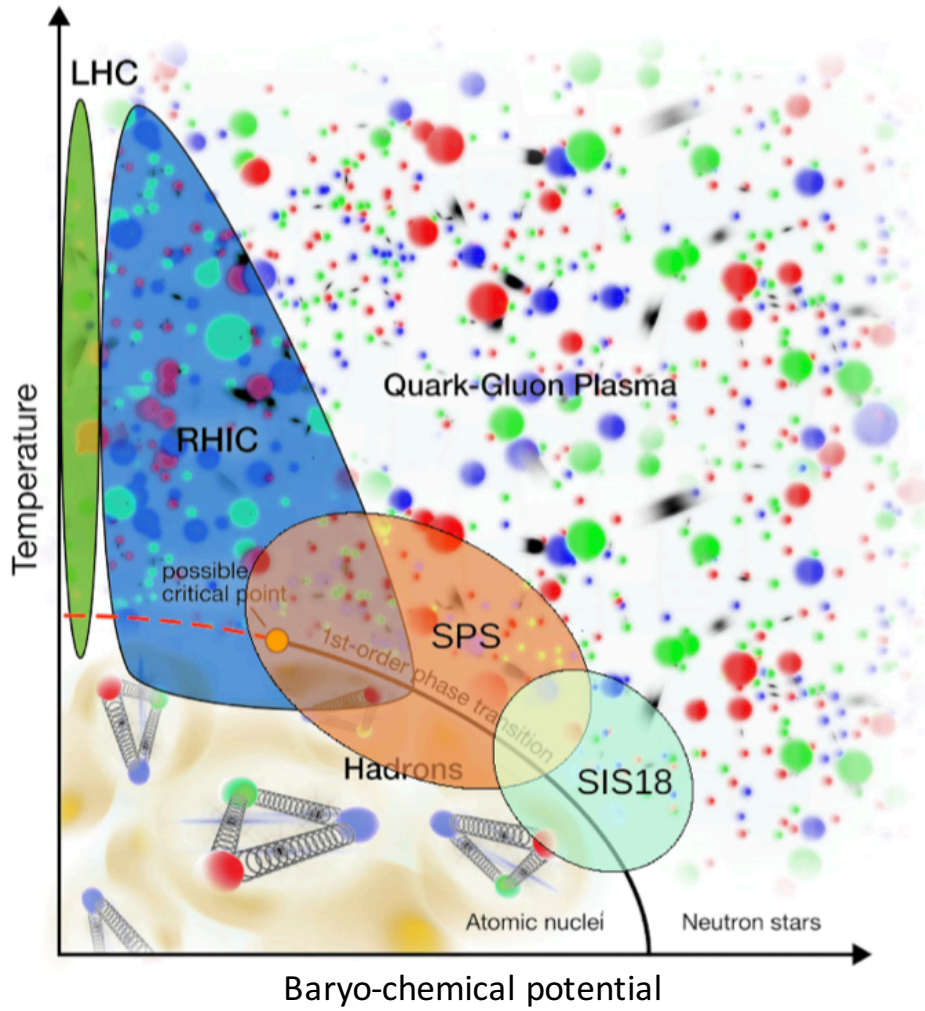 LHC
Temperature
Quark-Gluon Plasma
RHIC
possible
critical point
1st-order phase transition
SPS
Hadrons
SIS18
Atomic nuclei
Neutron stars
Baryo-chemical potential